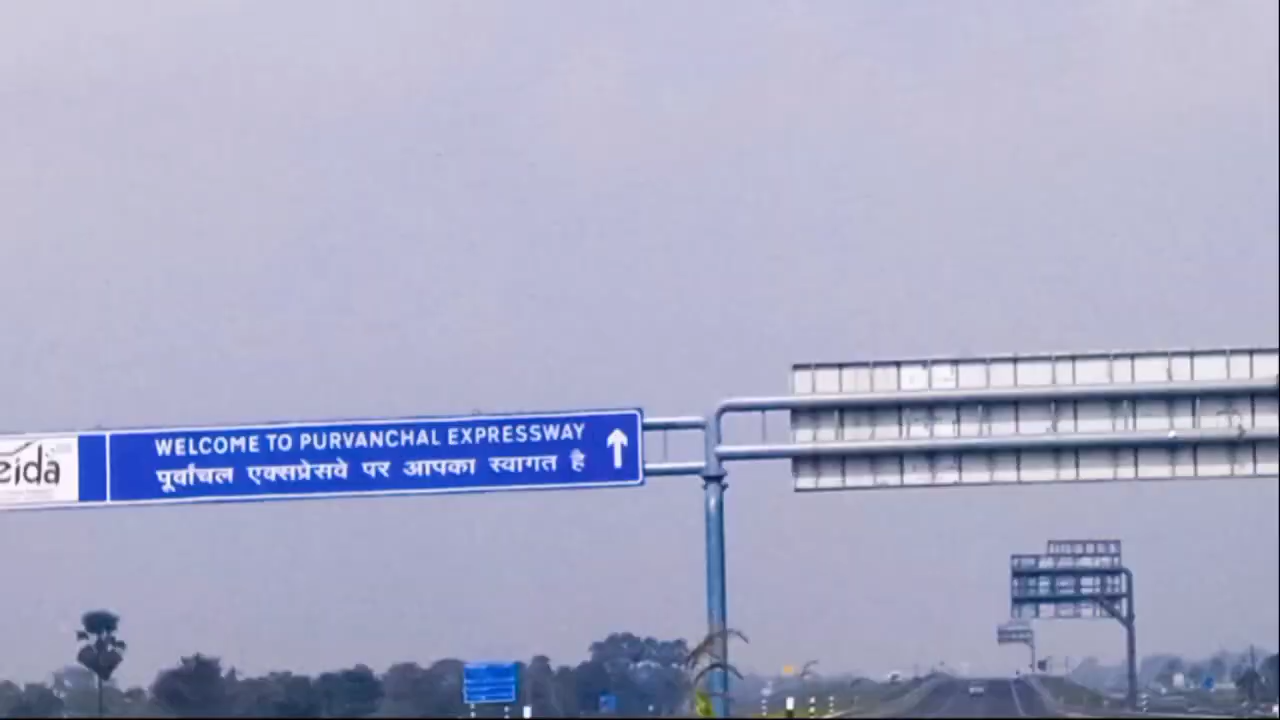 WELCOME TO PURVANCHAL EXPRESSWAY
पूर्वांचल एक्सप्रेसवे पर आपका स्वागत है
eida